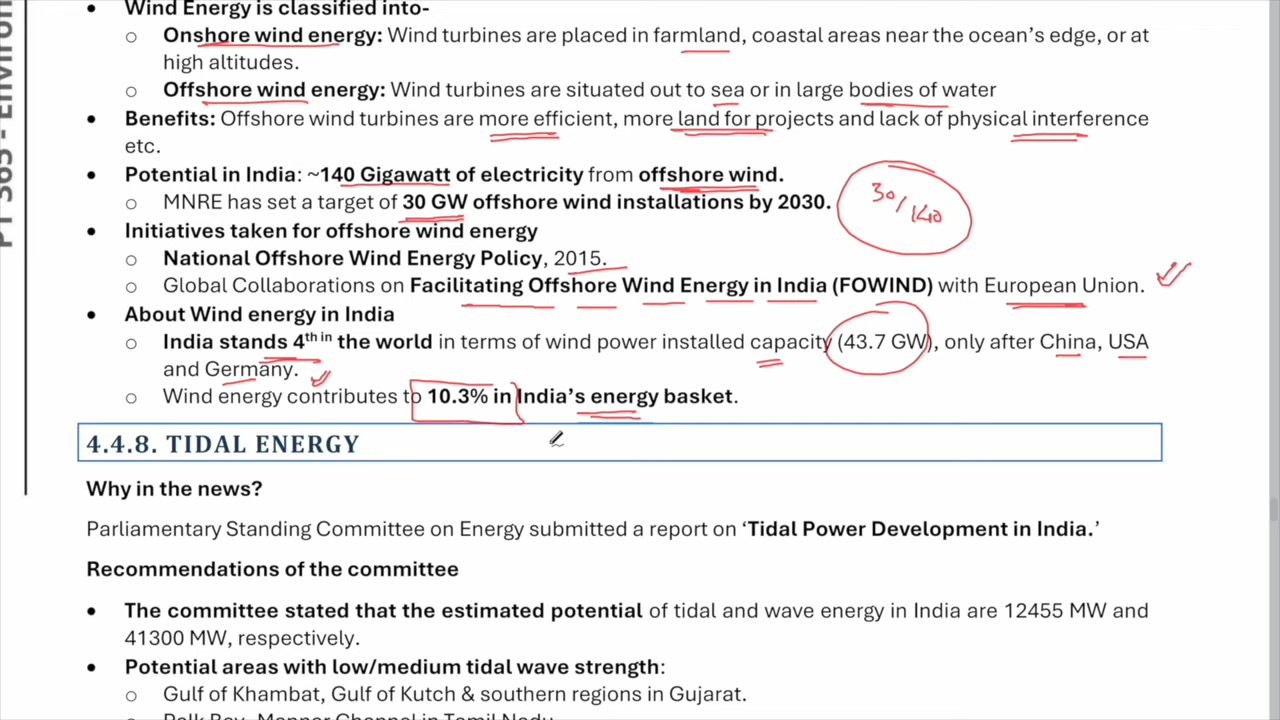 • Wind Energy is classified into-
○ Onshore wind energy: Wind turbines are placed in farmland, coastal areas near the ocean's edge, or at
high altitudes.
○ Offshore wind energy: Wind turbines are situated out to sea or in large bodies of water
• Benefits: Offshore wind turbines are more efficient, more land for projects and lack of physical interference
etc.
• Potential in India: ~140 Gigawatt of electricity from offshore wind.
○ MNRE has set a target of 30 GW offshore wind installations by 2030.
30/140
• Initiatives taken for offshore wind energy
○ National Offshore Wind Energy Policy, 2015.
○ Global Collaborations on Facilitating Offshore Wind Energy in India (FOWIND) with European Union.
• About Wind energy in India
○ India stands 4th in the world in terms of wind power installed capacity (43.7 GW), only after China, USA
and Germany.
○ Wind energy contributes to 10.3% in India's energy basket.
4.4.8. TIDAL ENERGY
Why in the news?
Parliamentary Standing Committee on Energy submitted a report on 'Tidal Power Development in India.'
Recommendations of the committee
• The committee stated that the estimated potential of tidal and wave energy in India are 12455 MW and
41300 MW, respectively.
• Potential areas with low/medium tidal wave strength:
○ Gulf of Khambat, Gulf of Kutch & southern regions in Gujarat.
○ Palk Bay- Mannar Channel in Tamil Nadu
PT 365 - Environ